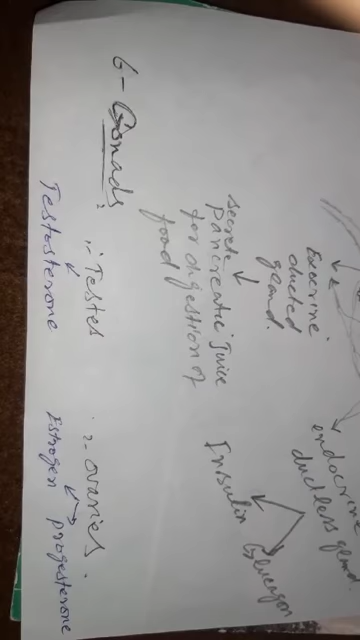 Exocrine
ducted
gland.
endocrine
ductless gland
secrete
Pancreatic Juice
for digestion of
food
Insulin Glucagon
6 - Gonads :
1:- Testes
2:- Ovaries.
Testosterone
Estrogen progesterone